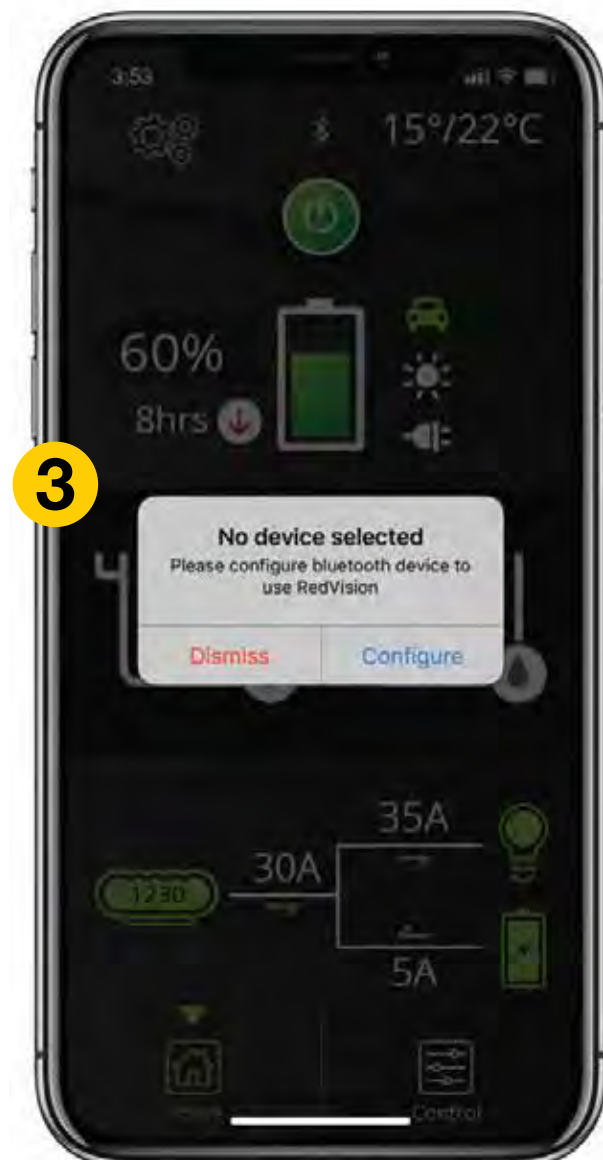 3:53
15°/22°C
60%
8hrs
3
No device selected
Please configure bluetooth device to
use RedVision
Dismiss
Configure
35A
30A
1230
5A
Control